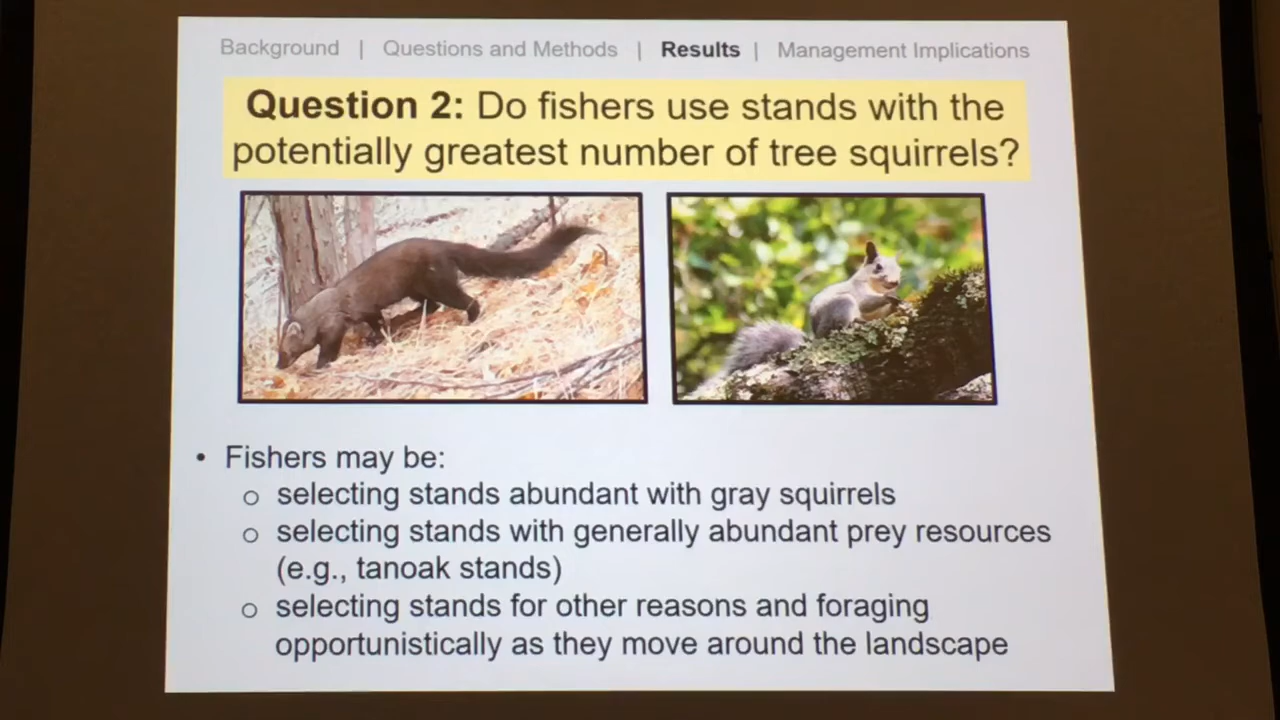 Background | Questions and Methods | Results | Management Implications
Question 2: Do fishers use stands with the
potentially greatest number of tree squirrels?
• Fishers may be:
o selecting stands abundant with gray squirrels
o selecting stands with generally abundant prey resources
(e.g., tanoak stands)
o selecting stands for other reasons and foraging
opportunistically as they move around the landscape